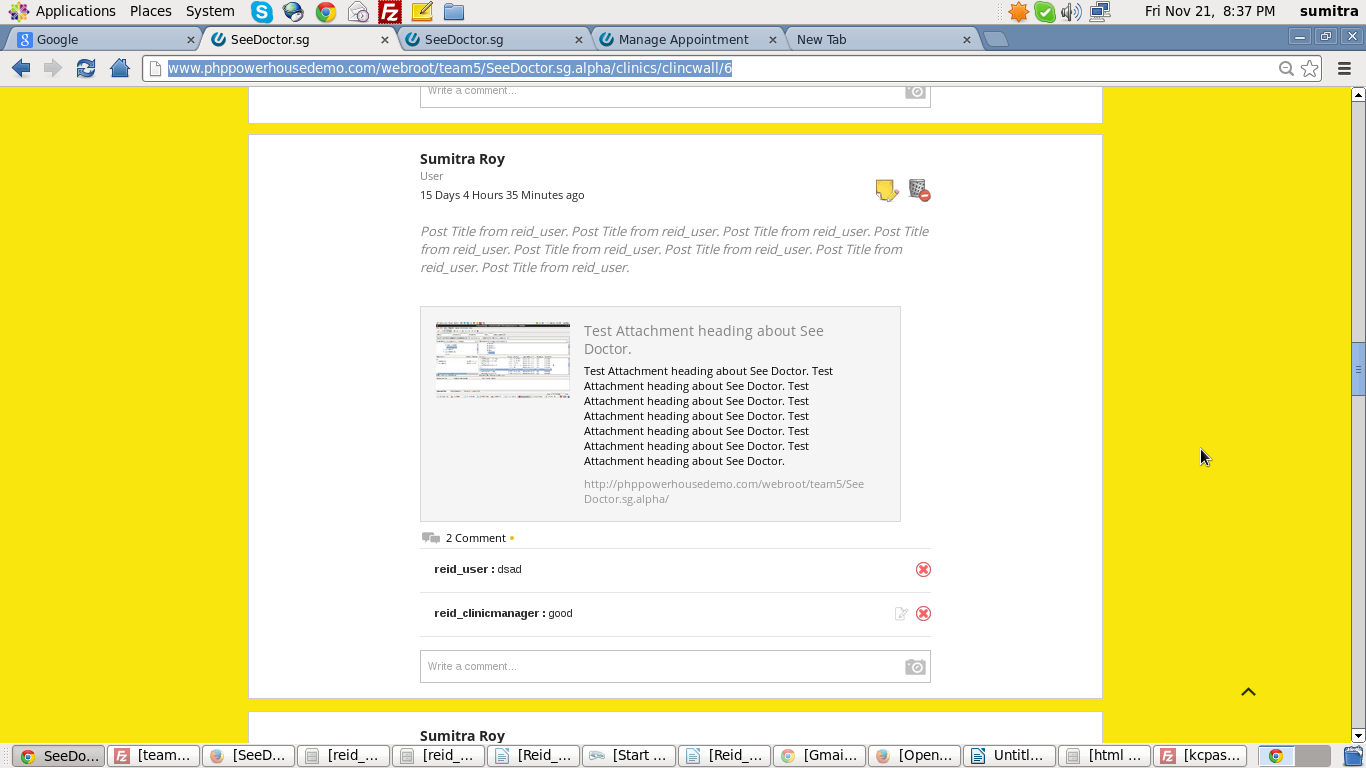 Applications Places System
Fri Nov 21, 8:37 PM sumitra
Google
SeeDoctor.sg
SeeDoctor.sg
Manage Appointment
New Tab
www.phppowerhousedemo.com/webroot/team5/SeeDoctor.sg.alpha/clinics/clincwall/6
Write a comment...
Sumitra Roy
User
15 Days 4 Hours 35 Minutes ago
Post Title from reid_user. Post Title from reid_user. Post Title from reid_user. Post Title
from reid_user. Post Title from reid_user. Post Title from reid_user. Post Title from
reid_user. Post Title from reid_user.
Test Attachment heading about See
Doctor.
Test Attachment heading about See Doctor. Test
Attachment heading about See Doctor. Test
Attachment heading about See Doctor. Test
Attachment heading about See Doctor. Test
Attachment heading about See Doctor. Test
Attachment heading about See Doctor. Test
Attachment heading about See Doctor.
http://phppowerhousedemo.com/webroot/team5/See
Doctor.sg.alpha/
2 Comment
reid_user : dsad
reid_clinicmanager : good
Write a comment...
Sumitra Roy
SeeDo...
[team...
[SeeD...
[reid_...
[reid_...
[Reid_...
[Start ...
[Reid_...
[Gmai...
[Open...
Untitl...
[html ...
[kcpas...